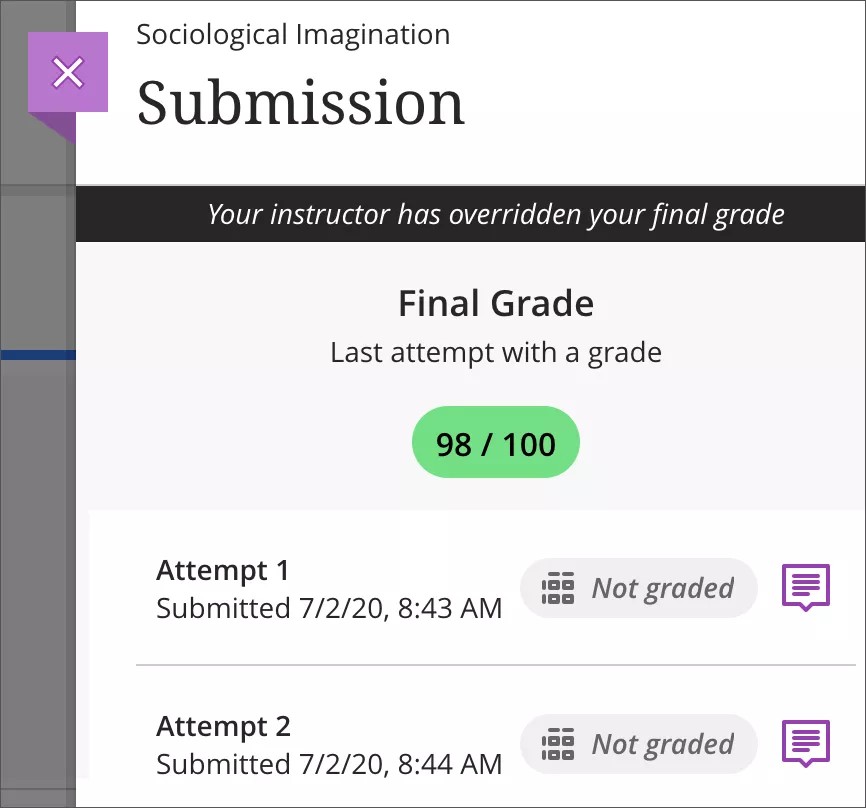 Sociological Imagination
Submission
Your instructor has overridden your final grade
Final Grade
Last attempt with a grade
98 / 100
Attempt 1
Submitted 7/2/20, 8:43 AM
Not graded
Attempt 2
Submitted 7/2/20, 8:44 AM
Not graded